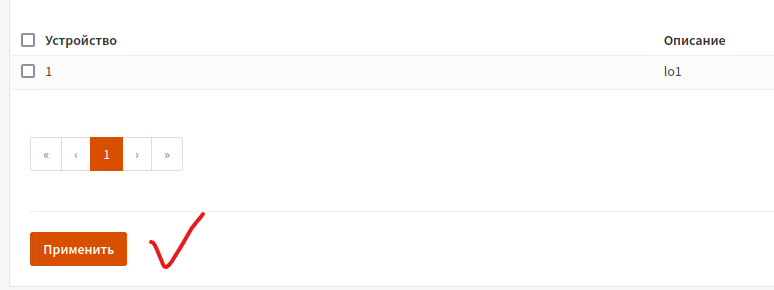 Устройство Описание
1 lo1
« ‹ 1 › »
Применить